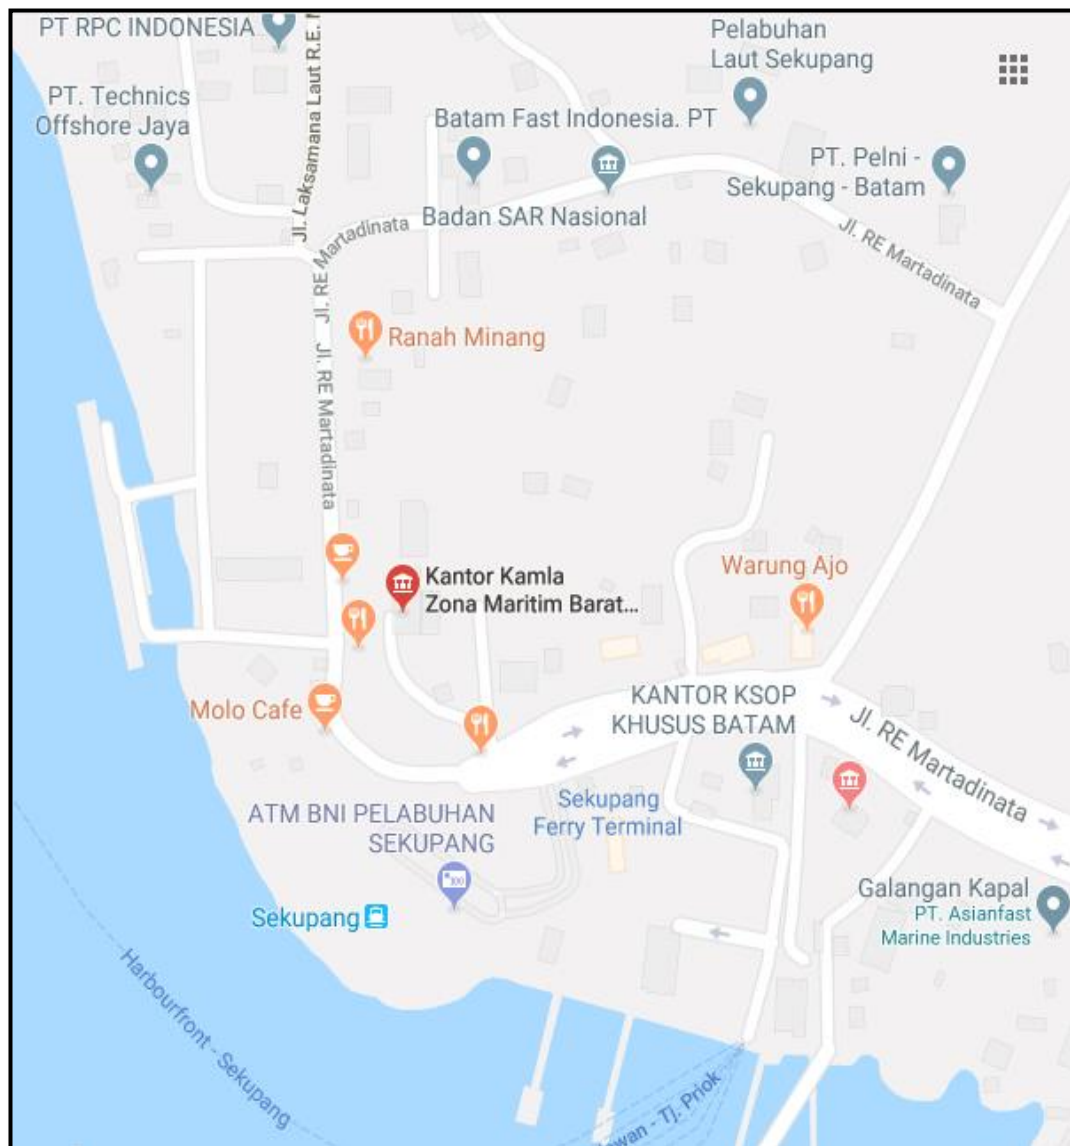 PT RPC INDONESIA
Pelabuhan
Laut Sekupang
PT. Technics
Offshore Jaya
Jl. Laksamana Laut R.E.
Batam Fast Indonesia. PT
PT. Pelni -
Sekupang - Batam
Badan SAR Nasional
Jl. RE Martadinata
Jl. RE Martadinata
Ranah Minang
Jl. RE Martadinata
Kantor Kamla
Zona Maritim Barat...
Warung Ajo
KANTOR KSOP
KHUSUS BATAM
Molo Cafe
Jl. RE Martadinata
ATM BNI PELABUHAN
SEKUPANG
Sekupang
Ferry Terminal
Sekupang
Galangan Kapal
PT. Asianfast
Marine Industries
Harbourfront - Sekupang
- Tj. Priok